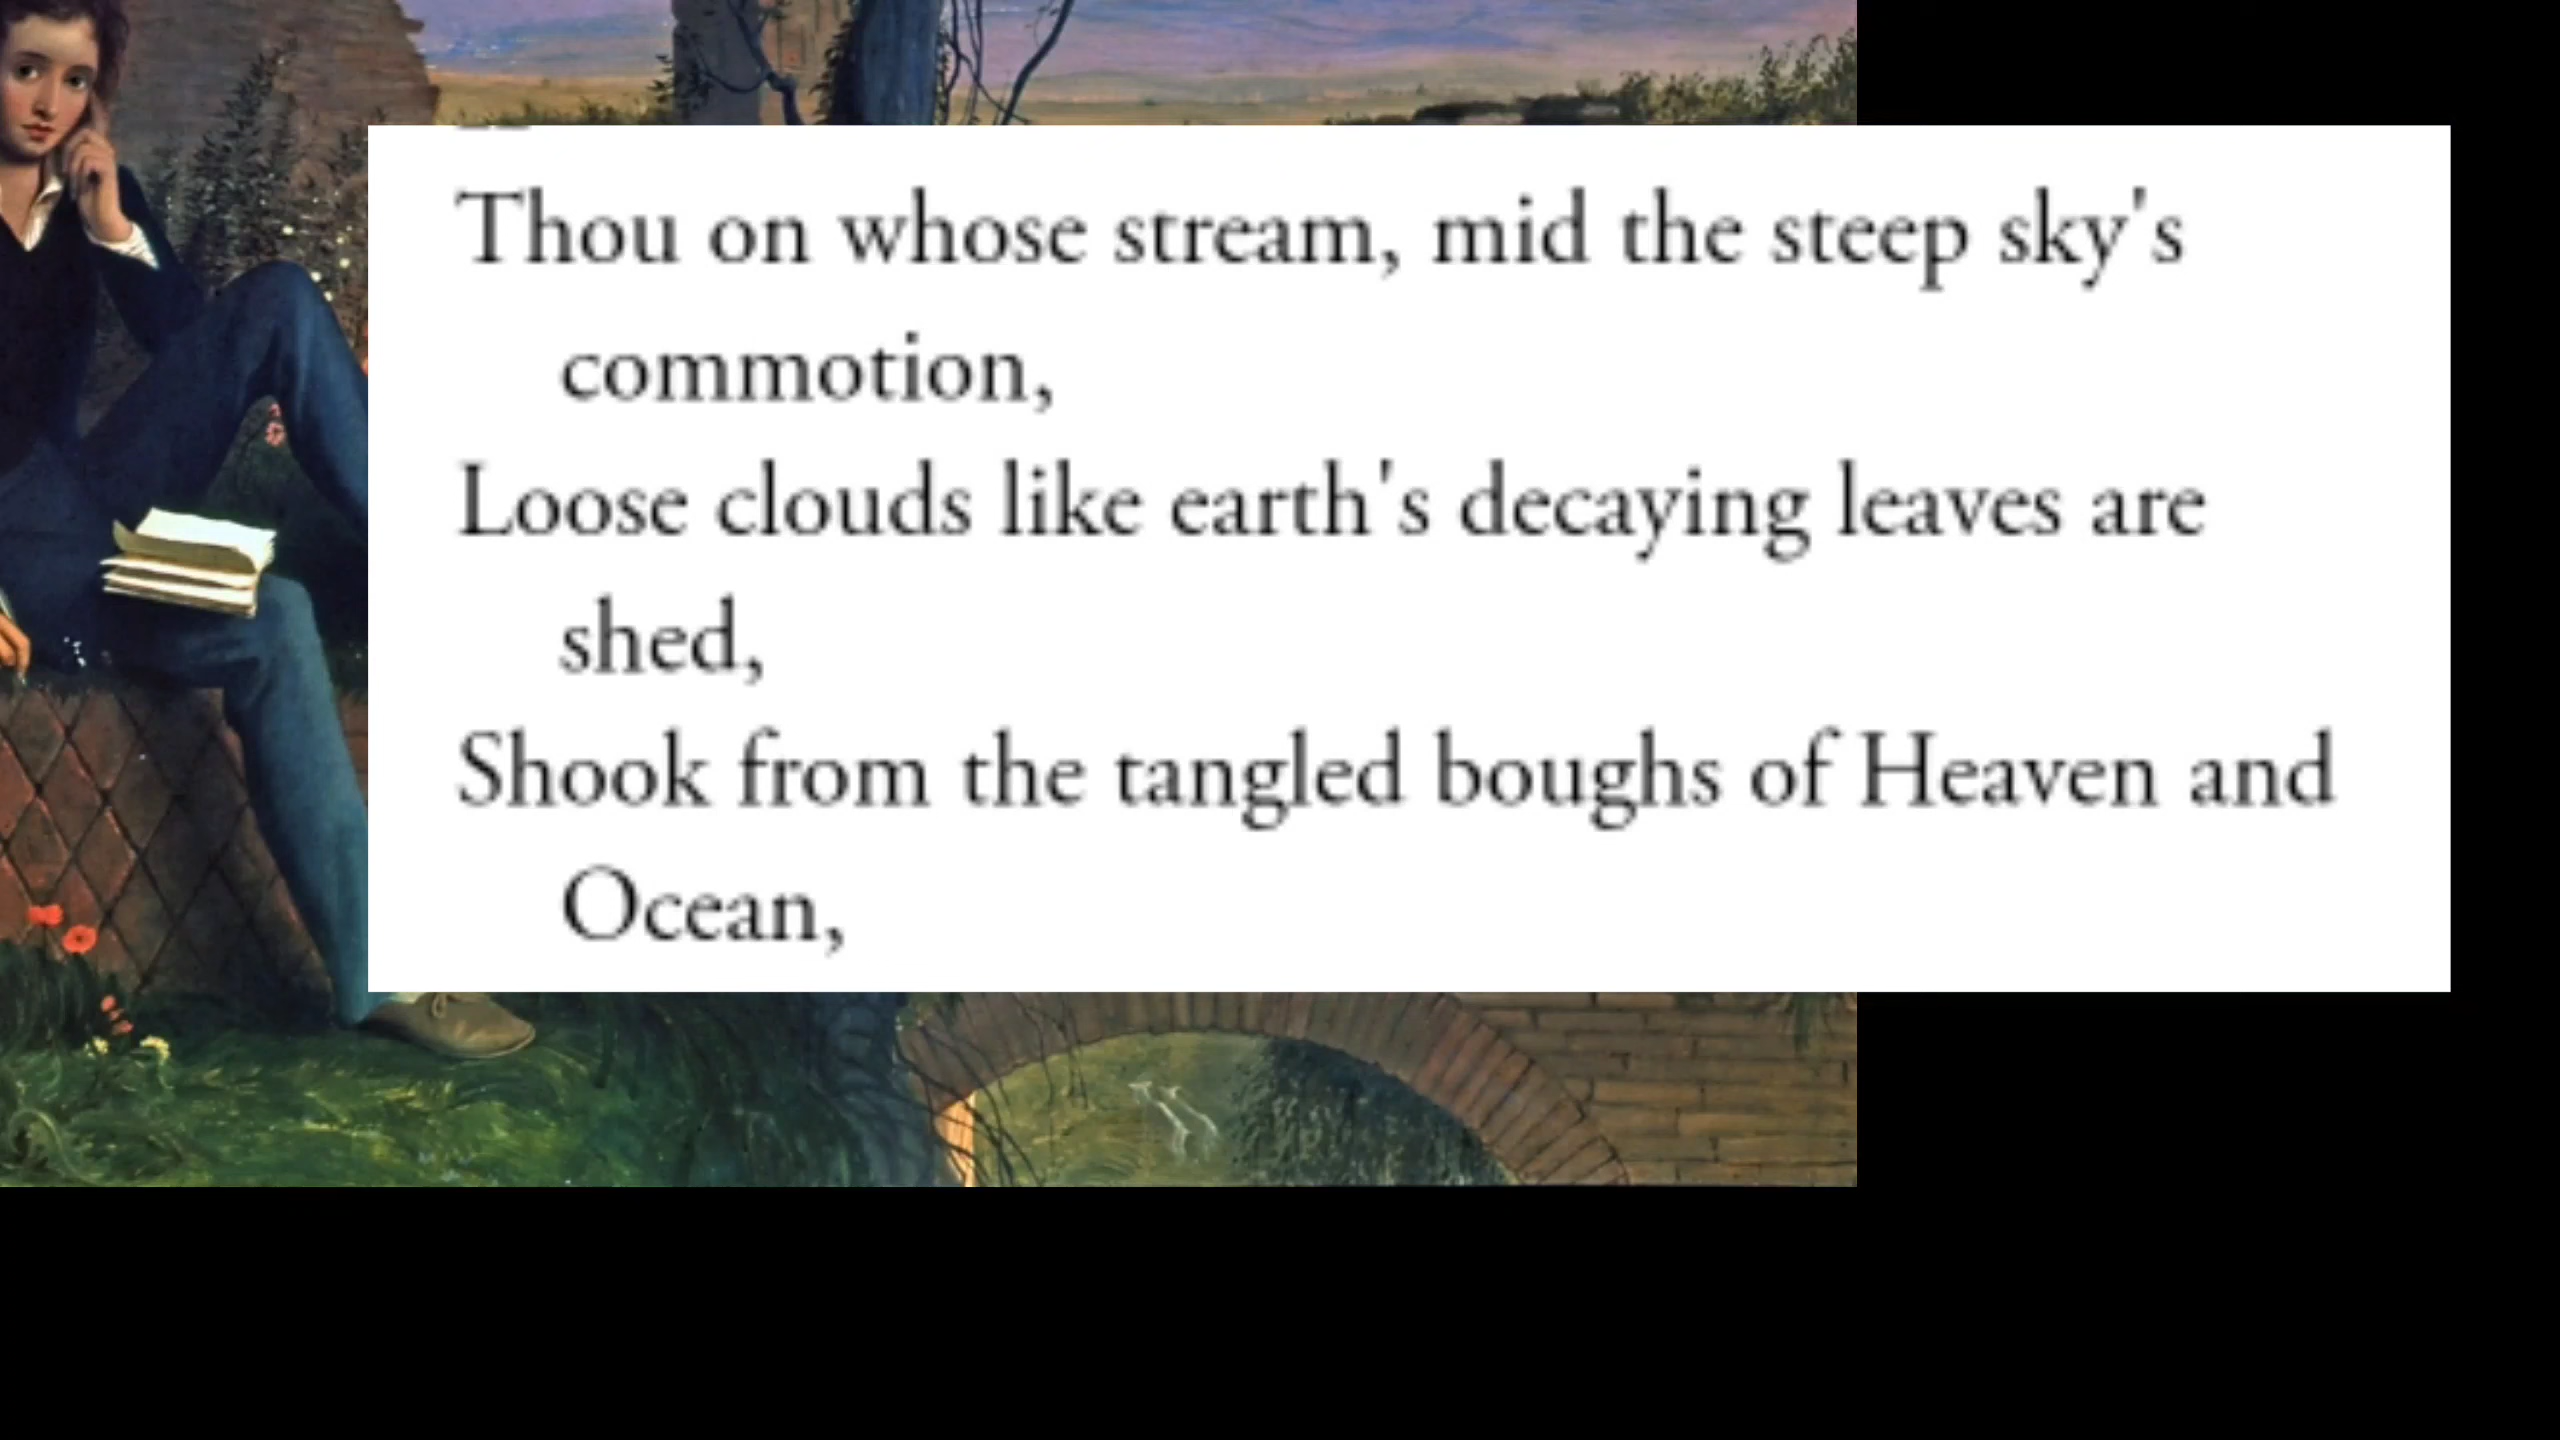 Thou on whose stream, mid the steep sky's
commotion,
Loose clouds like earth's decaying leaves are
shed,
Shook from the tangled boughs of Heaven and
Ocean,